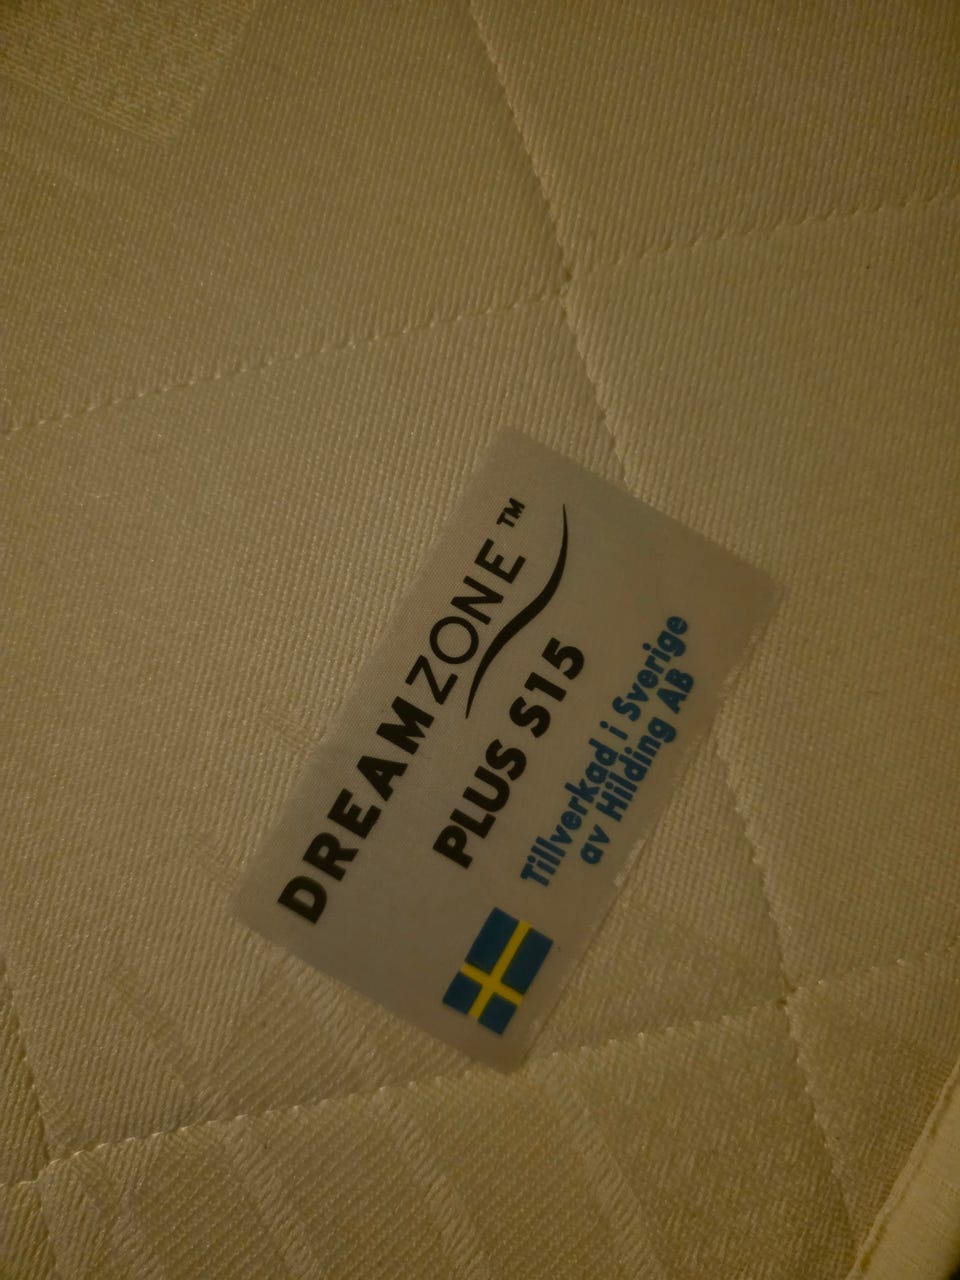 DREAMZONE™
PLUS S15
Tillverkad i Sverige
av Hilding AB